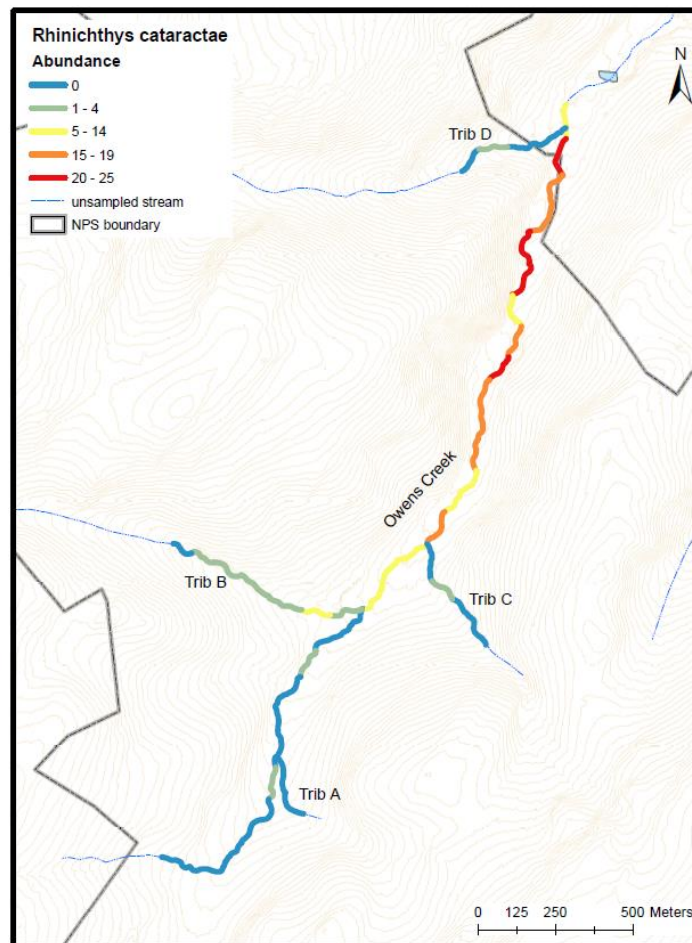 Rhinichthys cataractae
Abundance
0
1 - 4
5 - 14
15 - 19
20 - 25
unsampled stream
NPS boundary
N
Trib D
Owens Creek
Trib B
Trib C
Trib A
0 125 250 500 Meters